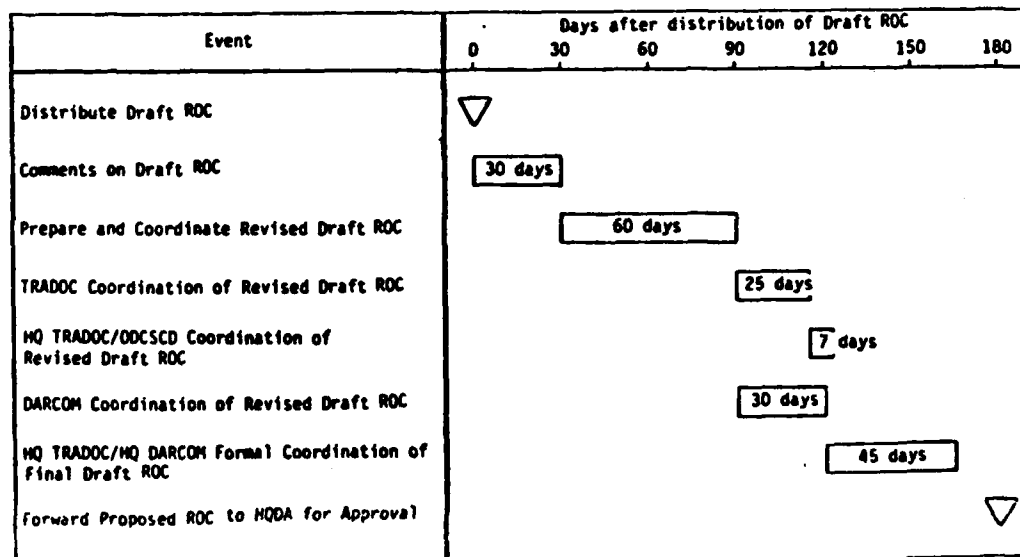 Event
Days after distribution of Draft ROC
0 30 60 90 120 150 180
Distribute Draft ROC
Comments on Draft ROC
30 days
Prepare and Coordinate Revised Draft ROC
60 days
TRADOC Coordination of Revised Draft ROC
25 days
HQ TRADOC/ODCSCD Coordination of
Revised Draft ROC
7 days
DARCOM Coordination of Revised Draft ROC
30 days
HQ TRADOC/HQ DARCOM Formal Coordination of
Final Draft ROC
45 days
Forward Proposed ROC to HQDA for Approval